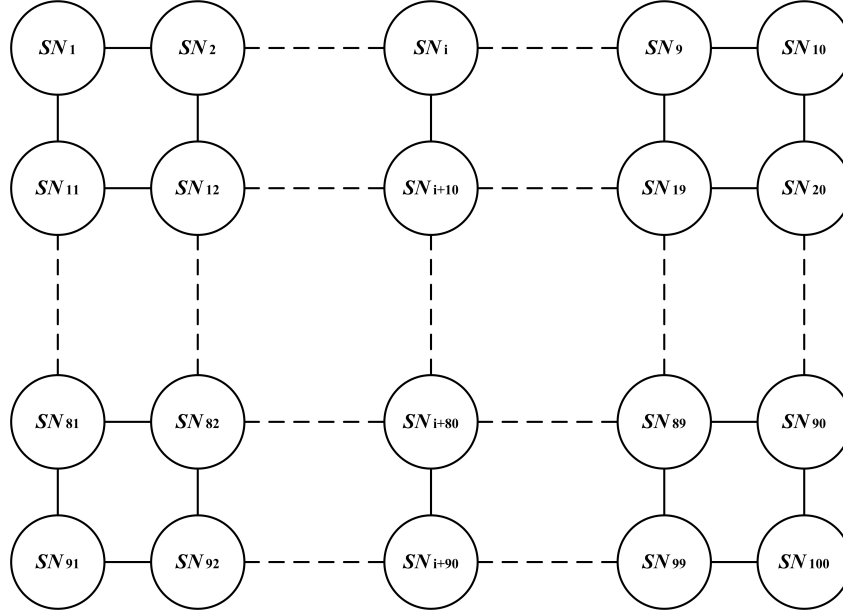 SN1 SN2 SNi SN9 SN10
SN11 SN12 SNi+10 SN19 SN20
SN81 SN82 SNi+80 SN89 SN90
SN91 SN92 SNi+90 SN99 SN100